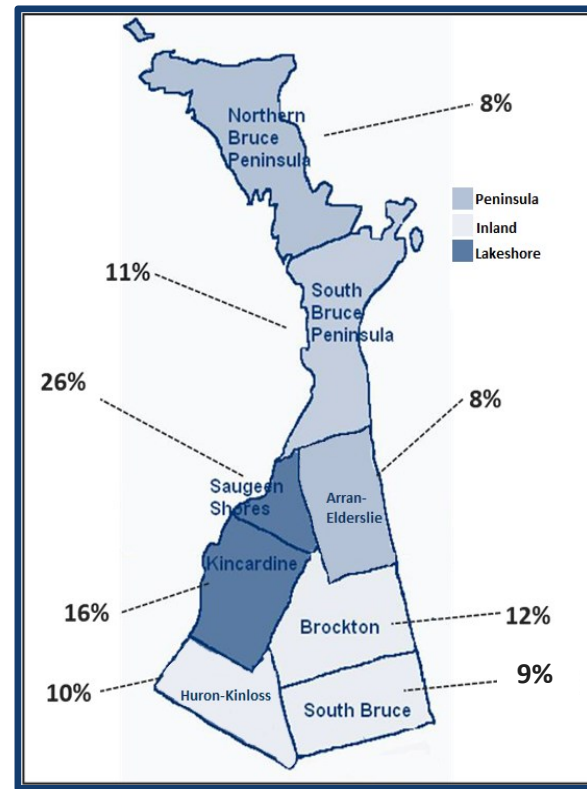 Northern
Bruce
Peninsula
8%
Peninsula
Inland
Lakeshore
11%
South
Bruce
Peninsula
26%
8%
Saugeen
Shores
Arran-
Elderslie
Kincardine
16%
Brockton
12%
10%
Huron-Kinloss
South Bruce
9%